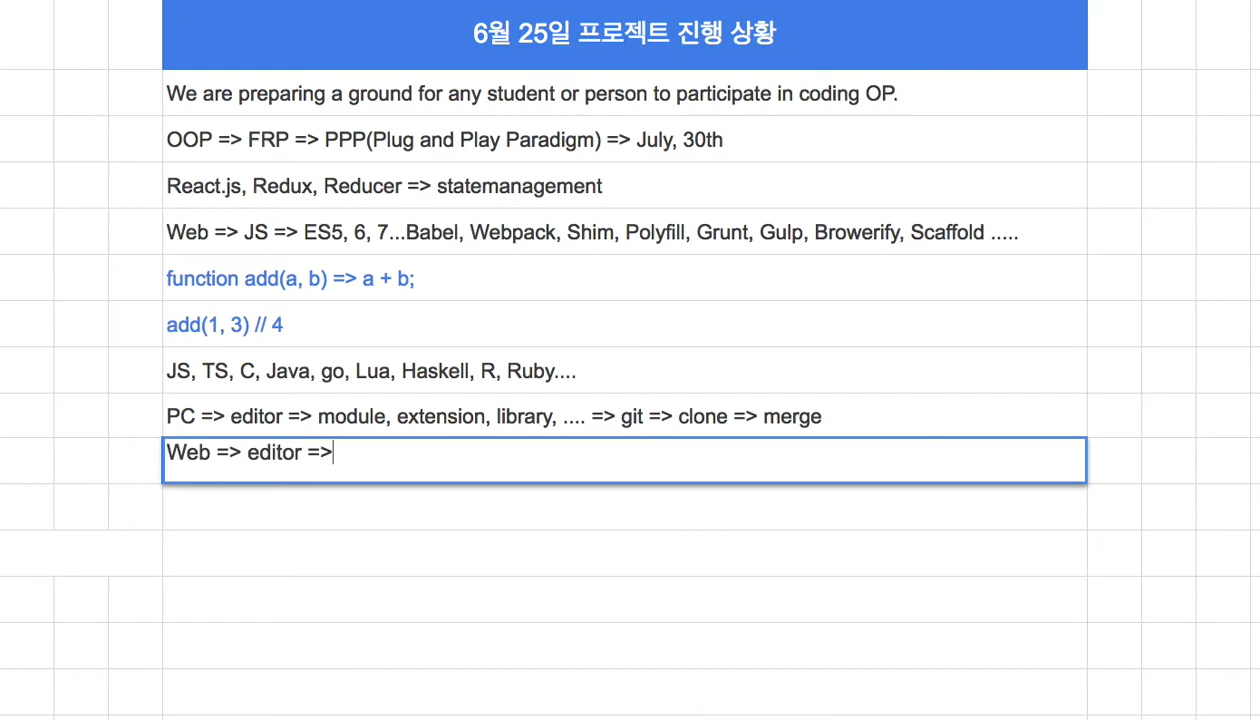 6월 25일 프로젝트 진행 상황
We are preparing a ground for any student or person to participate in coding OP.
OOP => FRP => PPP(Plug and Play Paradigm) => July, 30th
React.js, Redux, Reducer => statemanagement
Web => JS => ES5, 6, 7...Babel, Webpack, Shim, Polyfill, Grunt, Gulp, Browerify, Scaffold .....
function add(a, b) => a + b;
add(1, 3) // 4
JS, TS, C, Java, go, Lua, Haskell, R, Ruby....
PC => editor => module, extension, library, .... => git => clone => merge
Web => editor =>